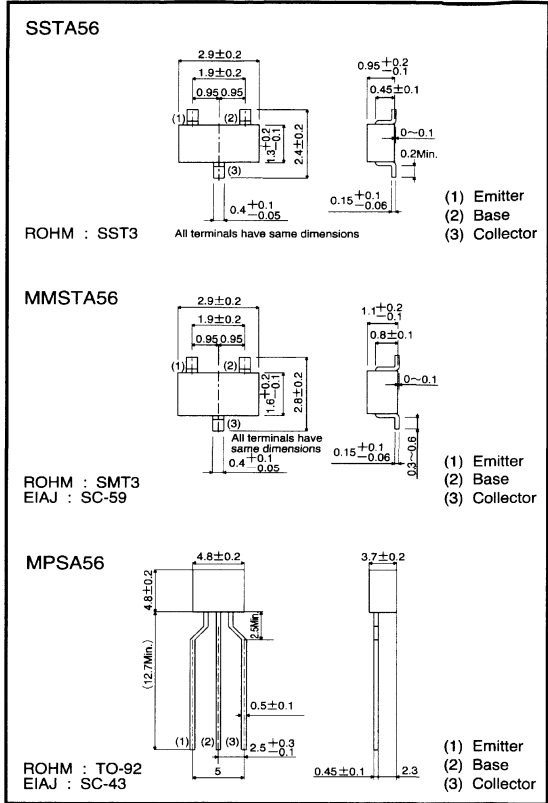 SSTA56
2.9±0.2
1.9±0.2
0.95 0.95
(1)
(2)
(3)
1.3+0.2−0.1
2.4±0.2
0.4+0.1−0.05
All terminals have same dimensions
0.95+0.2−0.1
0.45±0.1
0~0.1
0.2Min.
0.15+0.1−0.06
ROHM : SST3
(1) Emitter
(2) Base
(3) Collector
MMSTA56
2.9±0.2
1.9±0.2
0.95 0.95
(1)
(2)
(3)
1.6+0.2−0.1
2.8±0.2
All terminals have
same dimensions
0.4+0.1−0.05
1.1+0.2−0.1
0.8±0.1
0~0.1
0.15+0.1−0.06
0.3~0.6
ROHM : SMT3
EIAJ : SC-59
(1) Emitter
(2) Base
(3) Collector
MPSA56
4.8±0.2
4.8±0.2
(12.7Min.)
2.5Min.
0.5±0.1
(1) (2) (3)
2.5+0.3−0.1
5
3.7±0.2
0.45±0.1
2.3
ROHM : TO-92
EIAJ : SC-43
(1) Emitter
(2) Base
(3) Collector